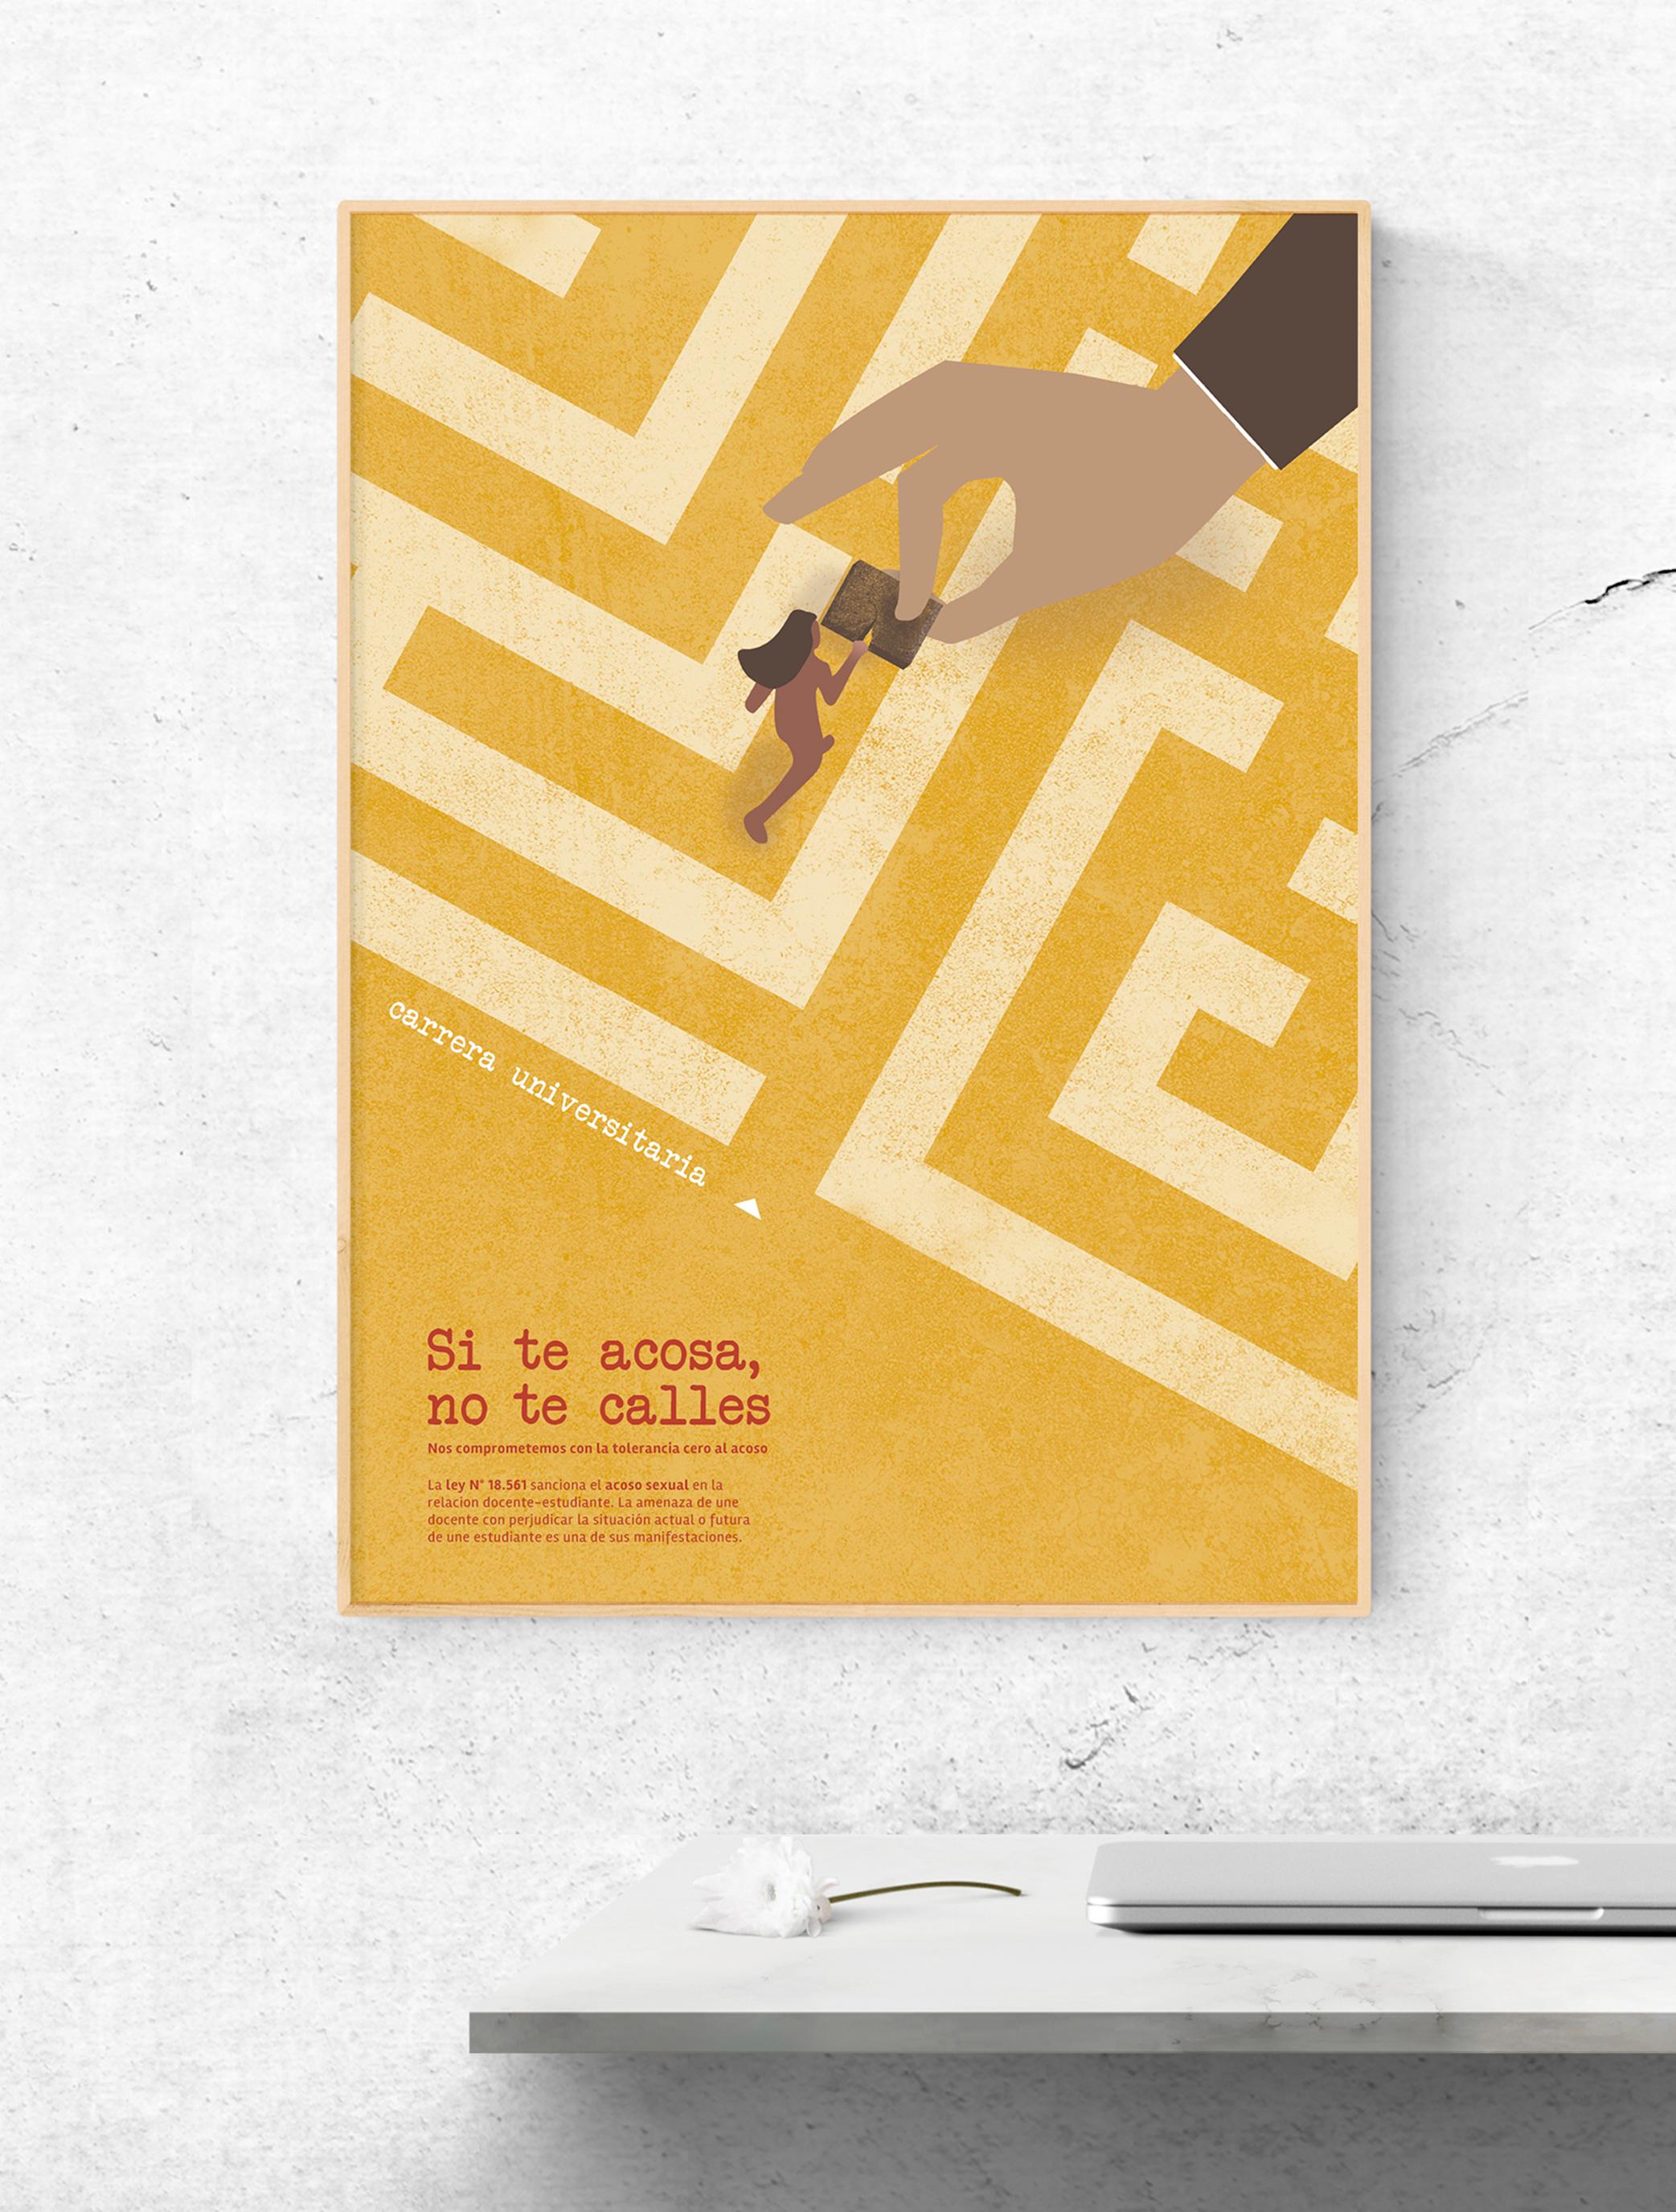 carrera universitaria
Si te acosa,
no te calles
Nos comprometemos con la tolerancia cero al acoso
La ley N° 18.561 sanciona el acoso sexual en la
relacion docente-estudiante. La amenaza de une
docente con perjudicar la situación actual o futura
de une estudiante es una de sus manifestaciones.